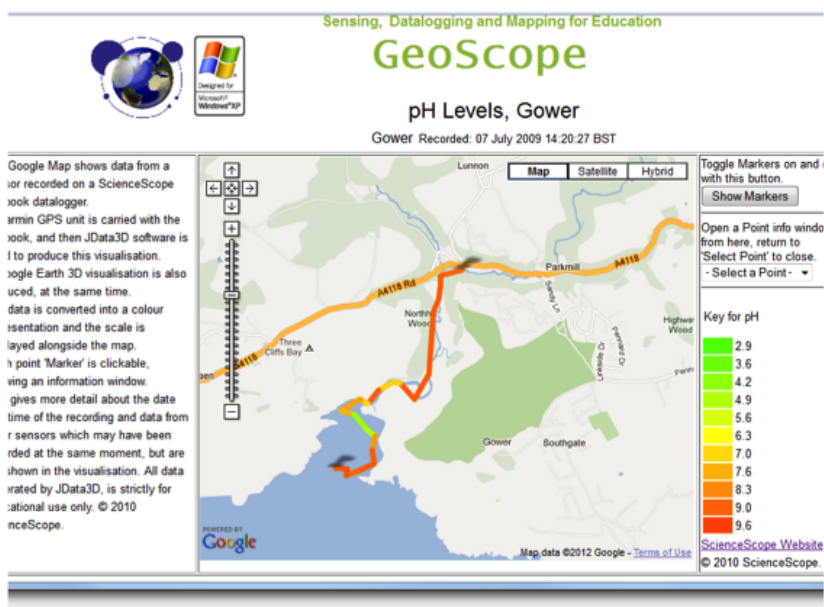 Sensing, Datalogging and Mapping for Education
GeoScope
Designed for
Microsoft®
Windows®XP
pH Levels, Gower
Gower Recorded: 07 July 2009 14:20:27 BST
Google Map shows data from a
or recorded on a ScienceScope
ook datalogger.
armin GPS unit is carried with the
ook, and then JData3D software is
to produce this visualisation.
oogle Earth 3D visualisation is also
uced, at the same time.
data is converted into a colour
esentation and the scale is
layed alongside the map.
h point 'Marker' is clickable,
wing an information window.
gives more detail about the date
time of the recording and data from
r sensors which may have been
rded at the same moment, but are
shown in the visualisation. All data
erated by JData3D, is strictly for
cational use only. © 2010
nceScope.
Lunnon
Map Satellite Hybrid
Parkmill
A4118
A4118 Rd
Sandy Ln
Three
Cliffs Bay
A4118
Wood
Pennard Dr
Linkside Dr
Highway
Wood
Penn
Gower
Southgate
POWERED BY
Google
Map data ©2012 Google - Terms of Use
Toggle Markers on and
with this button.
Show Markers
Open a Point info windo
from here, return to
'Select Point' to close.
- Select a Point -
Key for pH
2.9
3.6
4.2
4.9
5.6
6.3
7.0
7.6
8.3
9.0
9.6
ScienceScope Website
© 2010 ScienceScope.